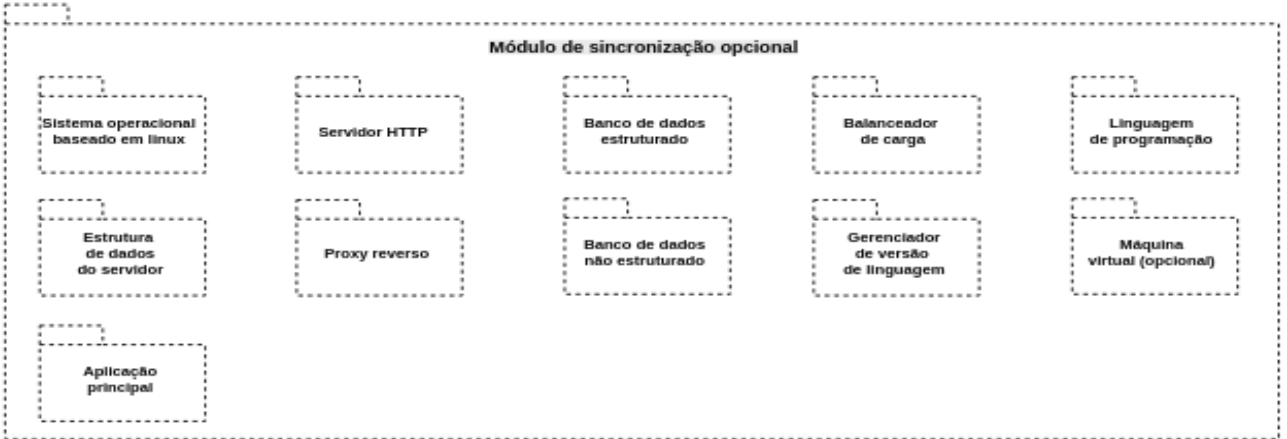 Módulo de sincronização opcional
Sistema operacional
baseado em linux
Servidor HTTP
Banco de dados
estruturado
Balanceador
de carga
Linguagem
de programação
Estrutura
de dados
do servidor
Proxy reverso
Banco de dados
não estruturado
Gerenciador
de versão
de linguagem
Máquina
virtual (opcional)
Aplicação
principal